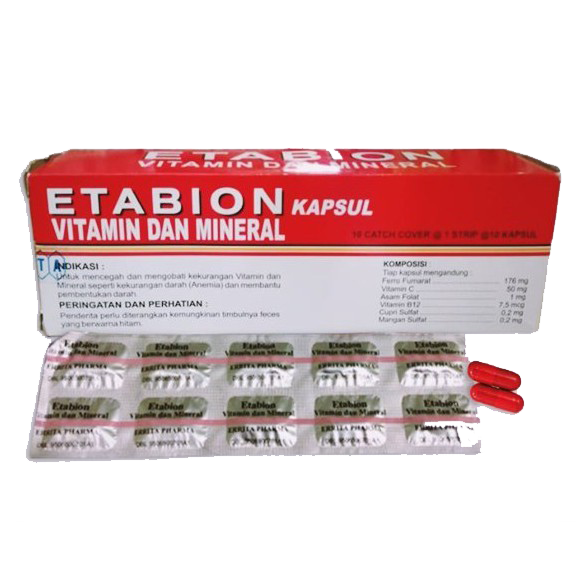 ETABION
VITAMIN DAN MINERAL
ETABION KAPSUL
VITAMIN DAN MINERAL
10 CATCH COVER @ 1 STRIP @ 10 KAPSUL
INDIKASI :
Untuk mencegah dan mengobati kekurangan Vitamin dan
Mineral seperti kekurangan darah (Anemia) dan membantu
pembentukan darah.
PERINGATAN DAN PERHATIAN :
Penderita perlu diterangkan kemungkinan timbulnya feces
yang berwarna hitam.
KOMPOSISI :
Tiap kapsul mengandung :
Ferro Fumarat 176 mg
Vitamin C 50 mg
Asam Folat 1 mg
Vitamin B12 7,5 mcg
Cupri Sulfat 0,2 mg
Mangan Sulfat 0,2 mg
Etabion Etabion Etabion Etabion Etabion
Vitamin dan Mineral Vitamin dan Mineral Vitamin dan Mineral Vitamin dan Mineral Vitamin dan Mineral
Etabion Etabion Etabion Etabion Etabion
Vitamin dan Mineral Vitamin dan Mineral Vitamin dan Mineral Vitamin dan Mineral Vitamin dan Mineral
ERRITA PHARMA ERRITA PHARMA ERRITA PHARMA ERRITA PHARMA